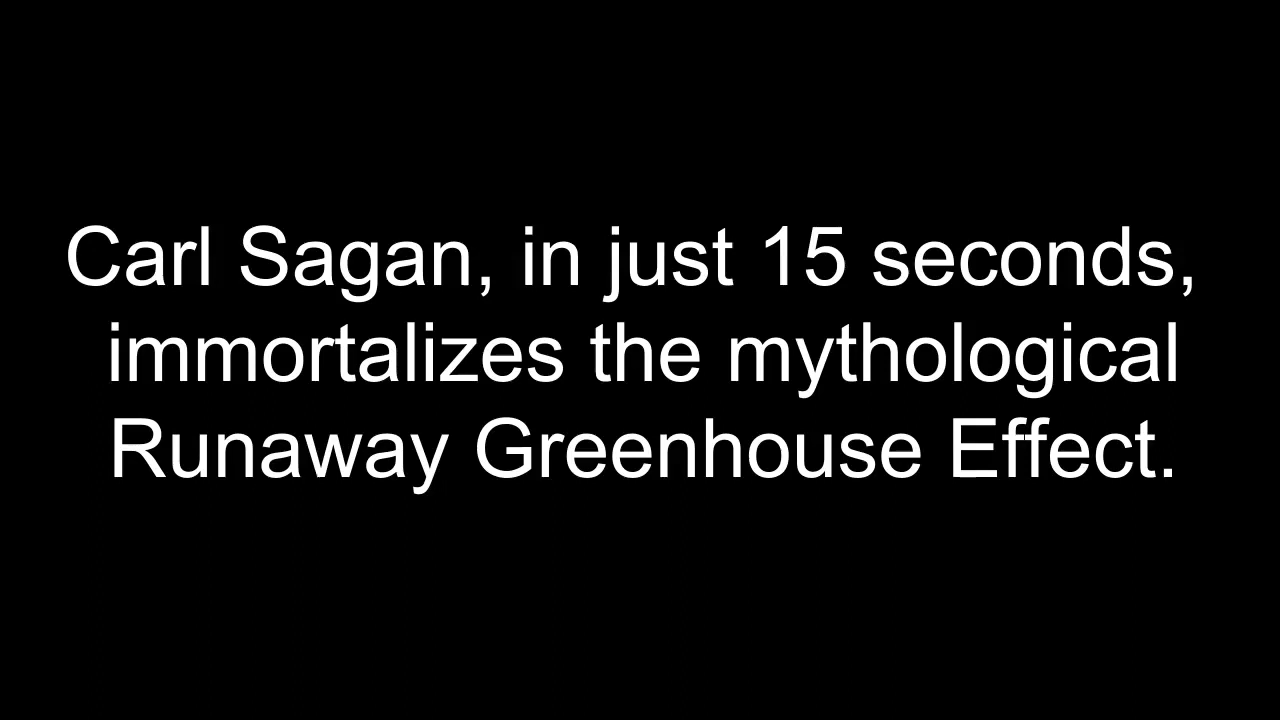 Carl Sagan, in just 15 seconds,
immortalizes the mythological
Runaway Greenhouse Effect.